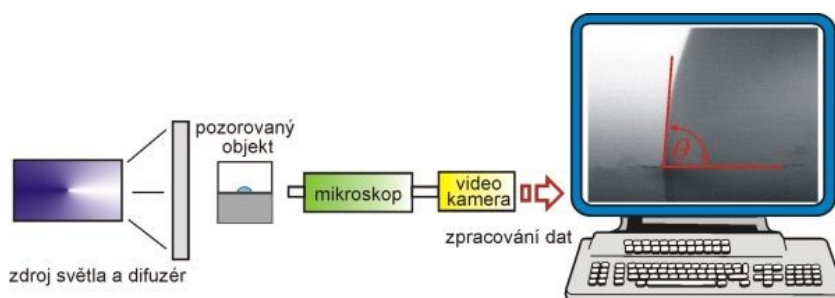 pozorovaný
objekt
mikroskop
video
kamera
zpracování dat
zdroj světla a difuzér
θ